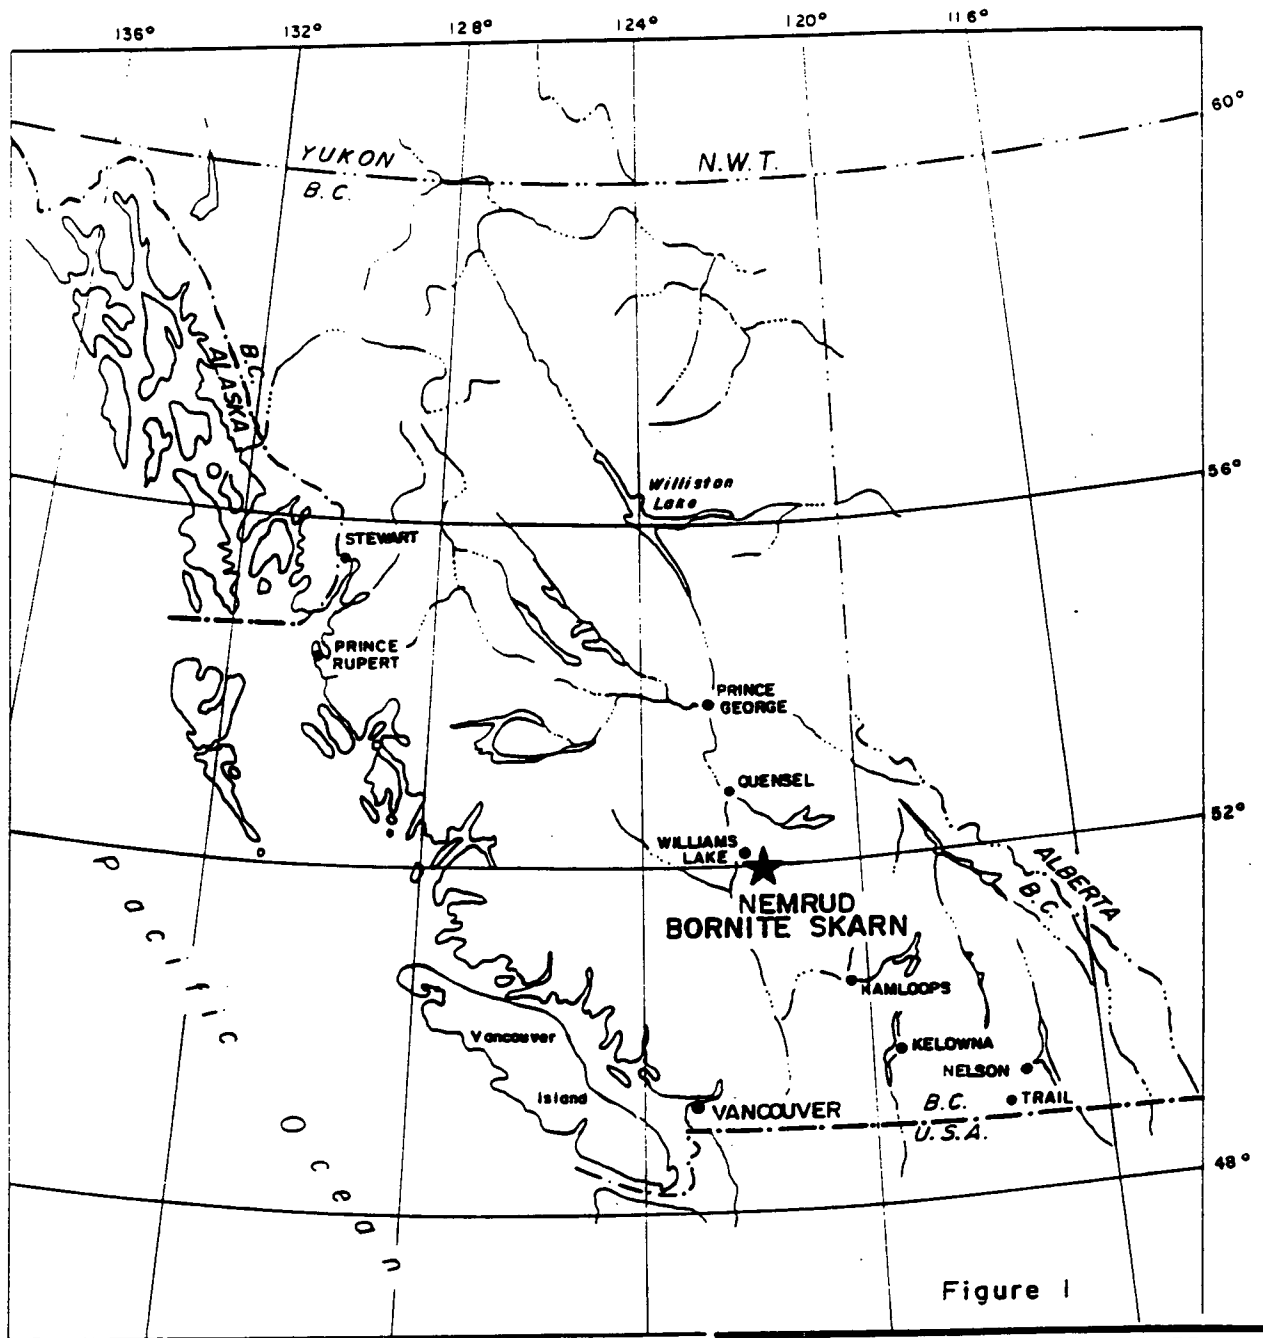 136° 132° 128° 124° 120° 116°
60°
YUKON
B.C.
N.W.T.
B.C.
ALASKA
56°
Williston
Lake
STEWART
PRINCE
RUPERT
PRINCE
GEORGE
QUENSEL
52°
WILLIAMS
LAKE
NEMRUD
BORNITE SKARN
ALBERTA
B.C.
Pacific Ocean
KAMLOOPS
Vancouver
Island
KELOWNA
NELSON
TRAIL
VANCOUVER
B.C.
U.S.A.
48°
Figure 1